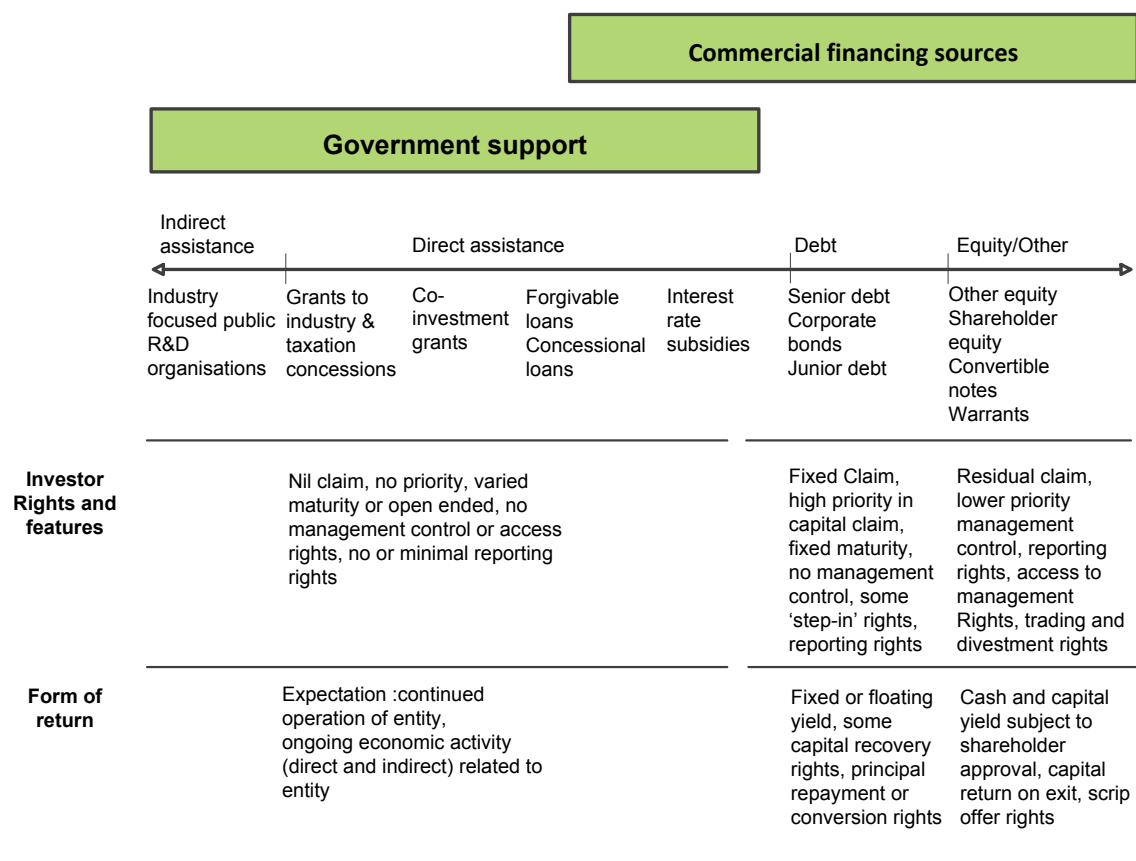 Commercial financing sources
Government support
Indirect
assistance
Direct assistance
Debt
Equity/Other
Industry
focused public
R&D
organisations
Grants to
industry &
taxation
concessions
Co-
investment
grants
Forgivable
loans
Concessional
loans
Interest
rate
subsidies
Senior debt
Corporate
bonds
Junior debt
Other equity
Shareholder
equity
Convertible
notes
Warrants
Investor
Rights and
features
Nil claim, no priority, varied
maturity or open ended, no
management control or access
rights, no or minimal reporting
rights
Fixed Claim,
high priority in
capital claim,
fixed maturity,
no management
control, some
‘step-in’ rights,
reporting rights
Residual claim,
lower priority
management
control, reporting
rights, access to
management
Rights, trading and
divestment rights
Form of
return
Expectation :continued
operation of entity,
ongoing economic activity
(direct and indirect) related to
entity
Fixed or floating
yield, some
capital recovery
rights, principal
repayment or
conversion rights
Cash and capital
yield subject to
shareholder
approval, capital
return on exit, scrip
offer rights